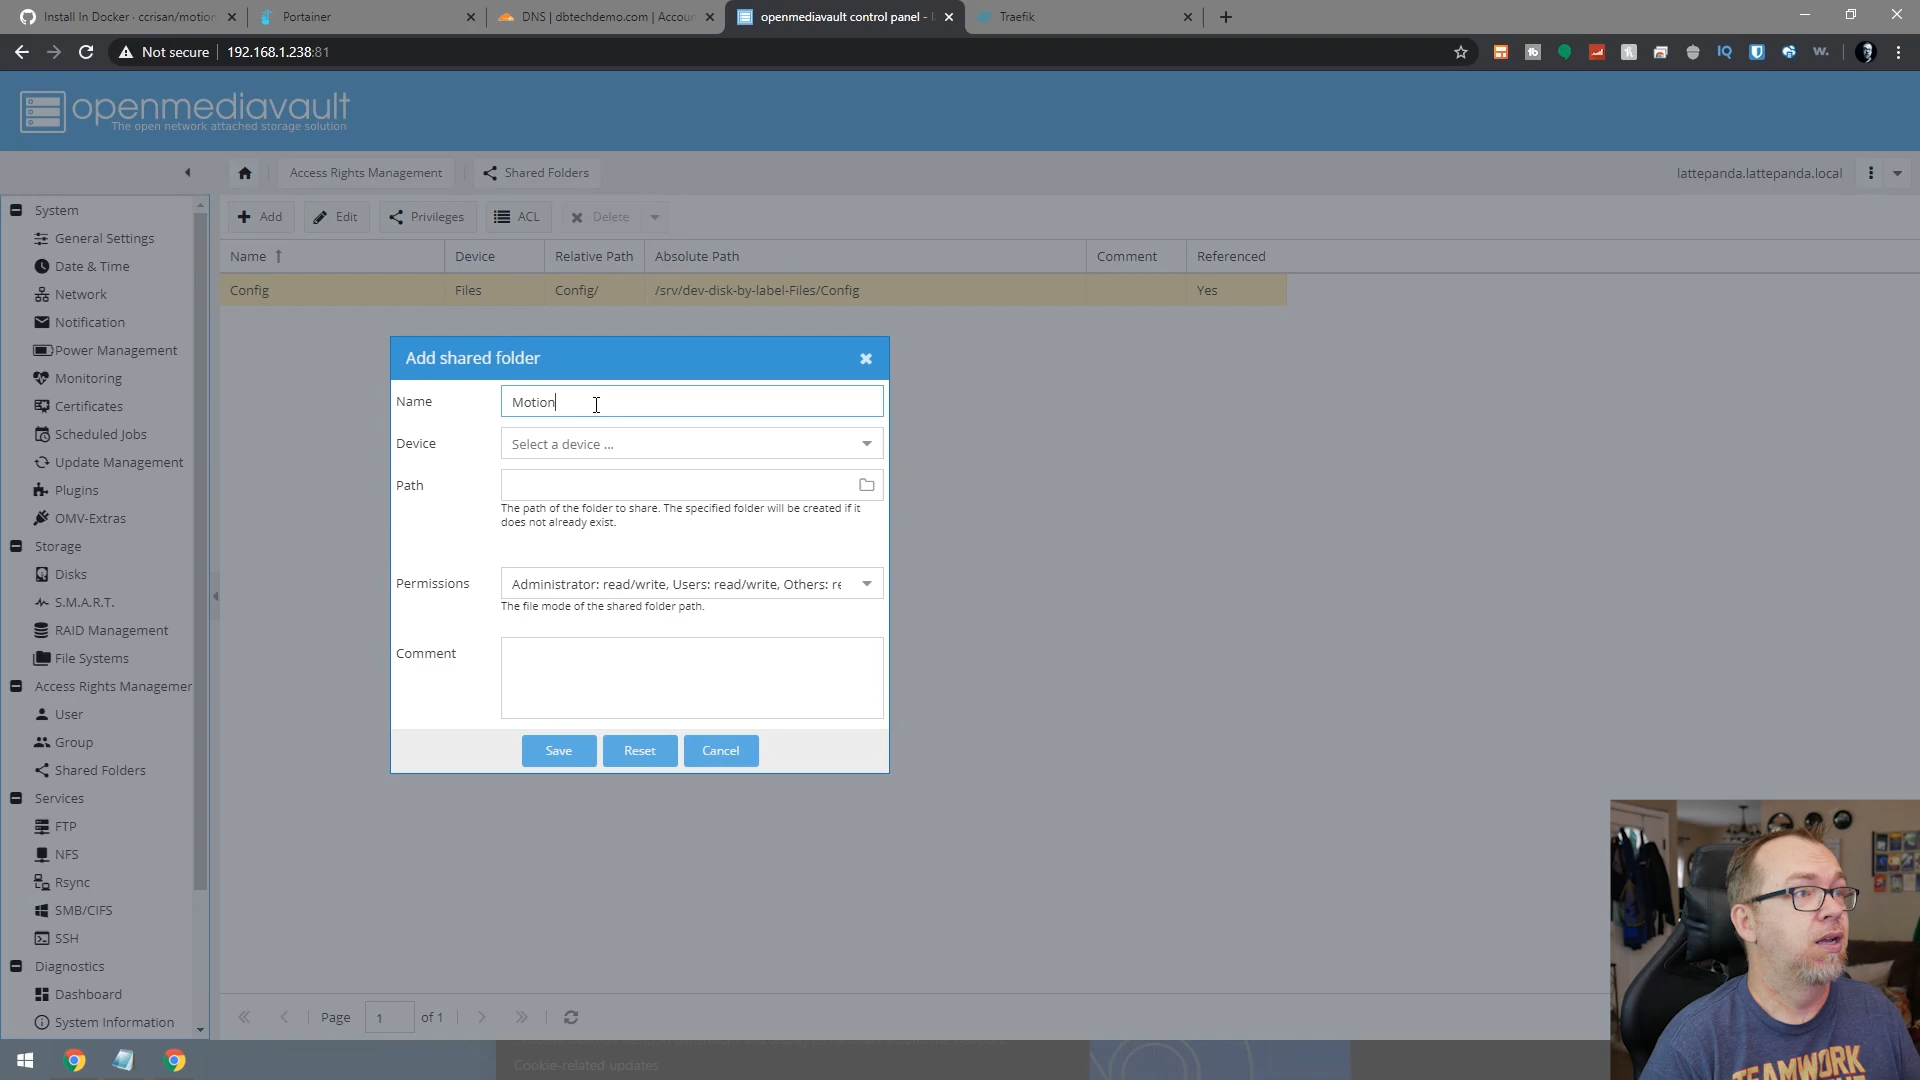 Install In Docker · ccrisan/motion
Portainer
DNS | dbtechdemo.com | Accoun
openmediavault control panel - l
Traefik
Not secure
192.168.1.238:81
IQ
w.
openmediavault
The open network attached storage solution
Access Rights Management
Shared Folders
lattepanda.lattepanda.local
System
General Settings
Date & Time
Network
Notification
Power Management
Monitoring
Certificates
Scheduled Jobs
Update Management
Plugins
OMV-Extras
Storage
Disks
S.M.A.R.T.
RAID Management
File Systems
Access Rights Managemer
User
Group
Shared Folders
Services
FTP
NFS
Rsync
SMB/CIFS
SSH
Diagnostics
Dashboard
System Information
Add
Edit
Privileges
ACL
Delete
Name
Device
Relative Path
Absolute Path
Comment
Referenced
Config
Files
Config/
/srv/dev-disk-by-label-Files/Config
Yes
Add shared folder
Name
Motion
Device
Select a device ...
Path
The path of the folder to share. The specified folder will be created if it
does not already exist.
Permissions
Administrator: read/write, Users: read/write, Others: re
The file mode of the shared folder path.
Comment
Save
Reset
Cancel
Page
1
of 1
Cookie-related updates
TEAMWORK